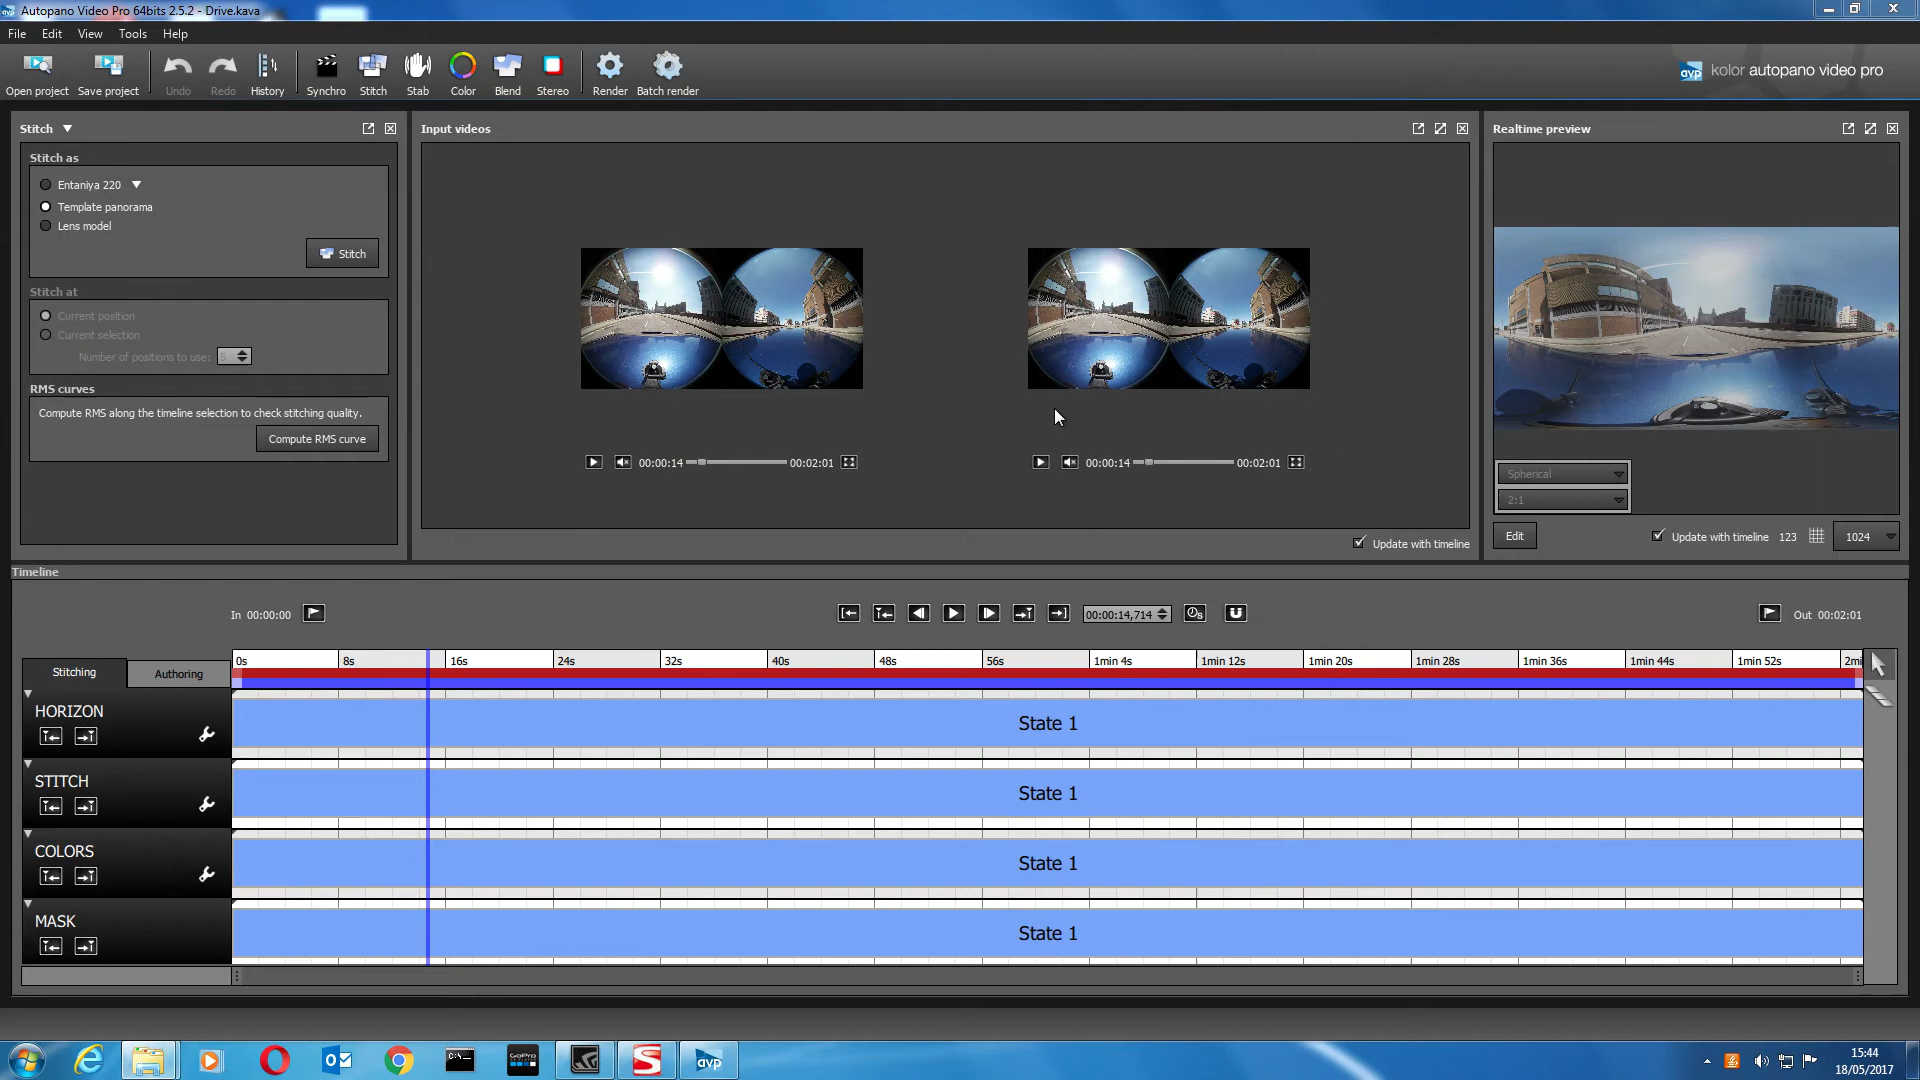 Autopano Video Pro 64bits 2.5.2 - Drive.kava
File Edit View Tools Help
Open project Save project Undo Redo History Synchro Stitch Stab Color Blend Stereo Render Batch render
avp kolor autopano video pro
Stitch
Stitch as
Entaniya 220
Template panorama
Lens model
Stitch
Stitch at
Current position
Current selection
Number of positions to use: 5
RMS curves
Compute RMS along the timeline selection to check stitching quality.
Compute RMS curve
Input videos
00:00:14 00:02:01
00:00:14 00:02:01
Update with timeline
Realtime preview
Spherical
2:1
Edit Update with timeline 123 1024
Timeline
In 00:00:00 00:00:14,714 Out 00:02:01
Stitching Authoring
0s 8s 16s 24s 32s 40s 48s 56s 1min 4s 1min 12s 1min 20s 1min 28s 1min 36s 1min 44s 1min 52s 2mi
HORIZON State 1
STITCH State 1
COLORS State 1
MASK State 1
GoPro
avp
15:44
18/05/2017